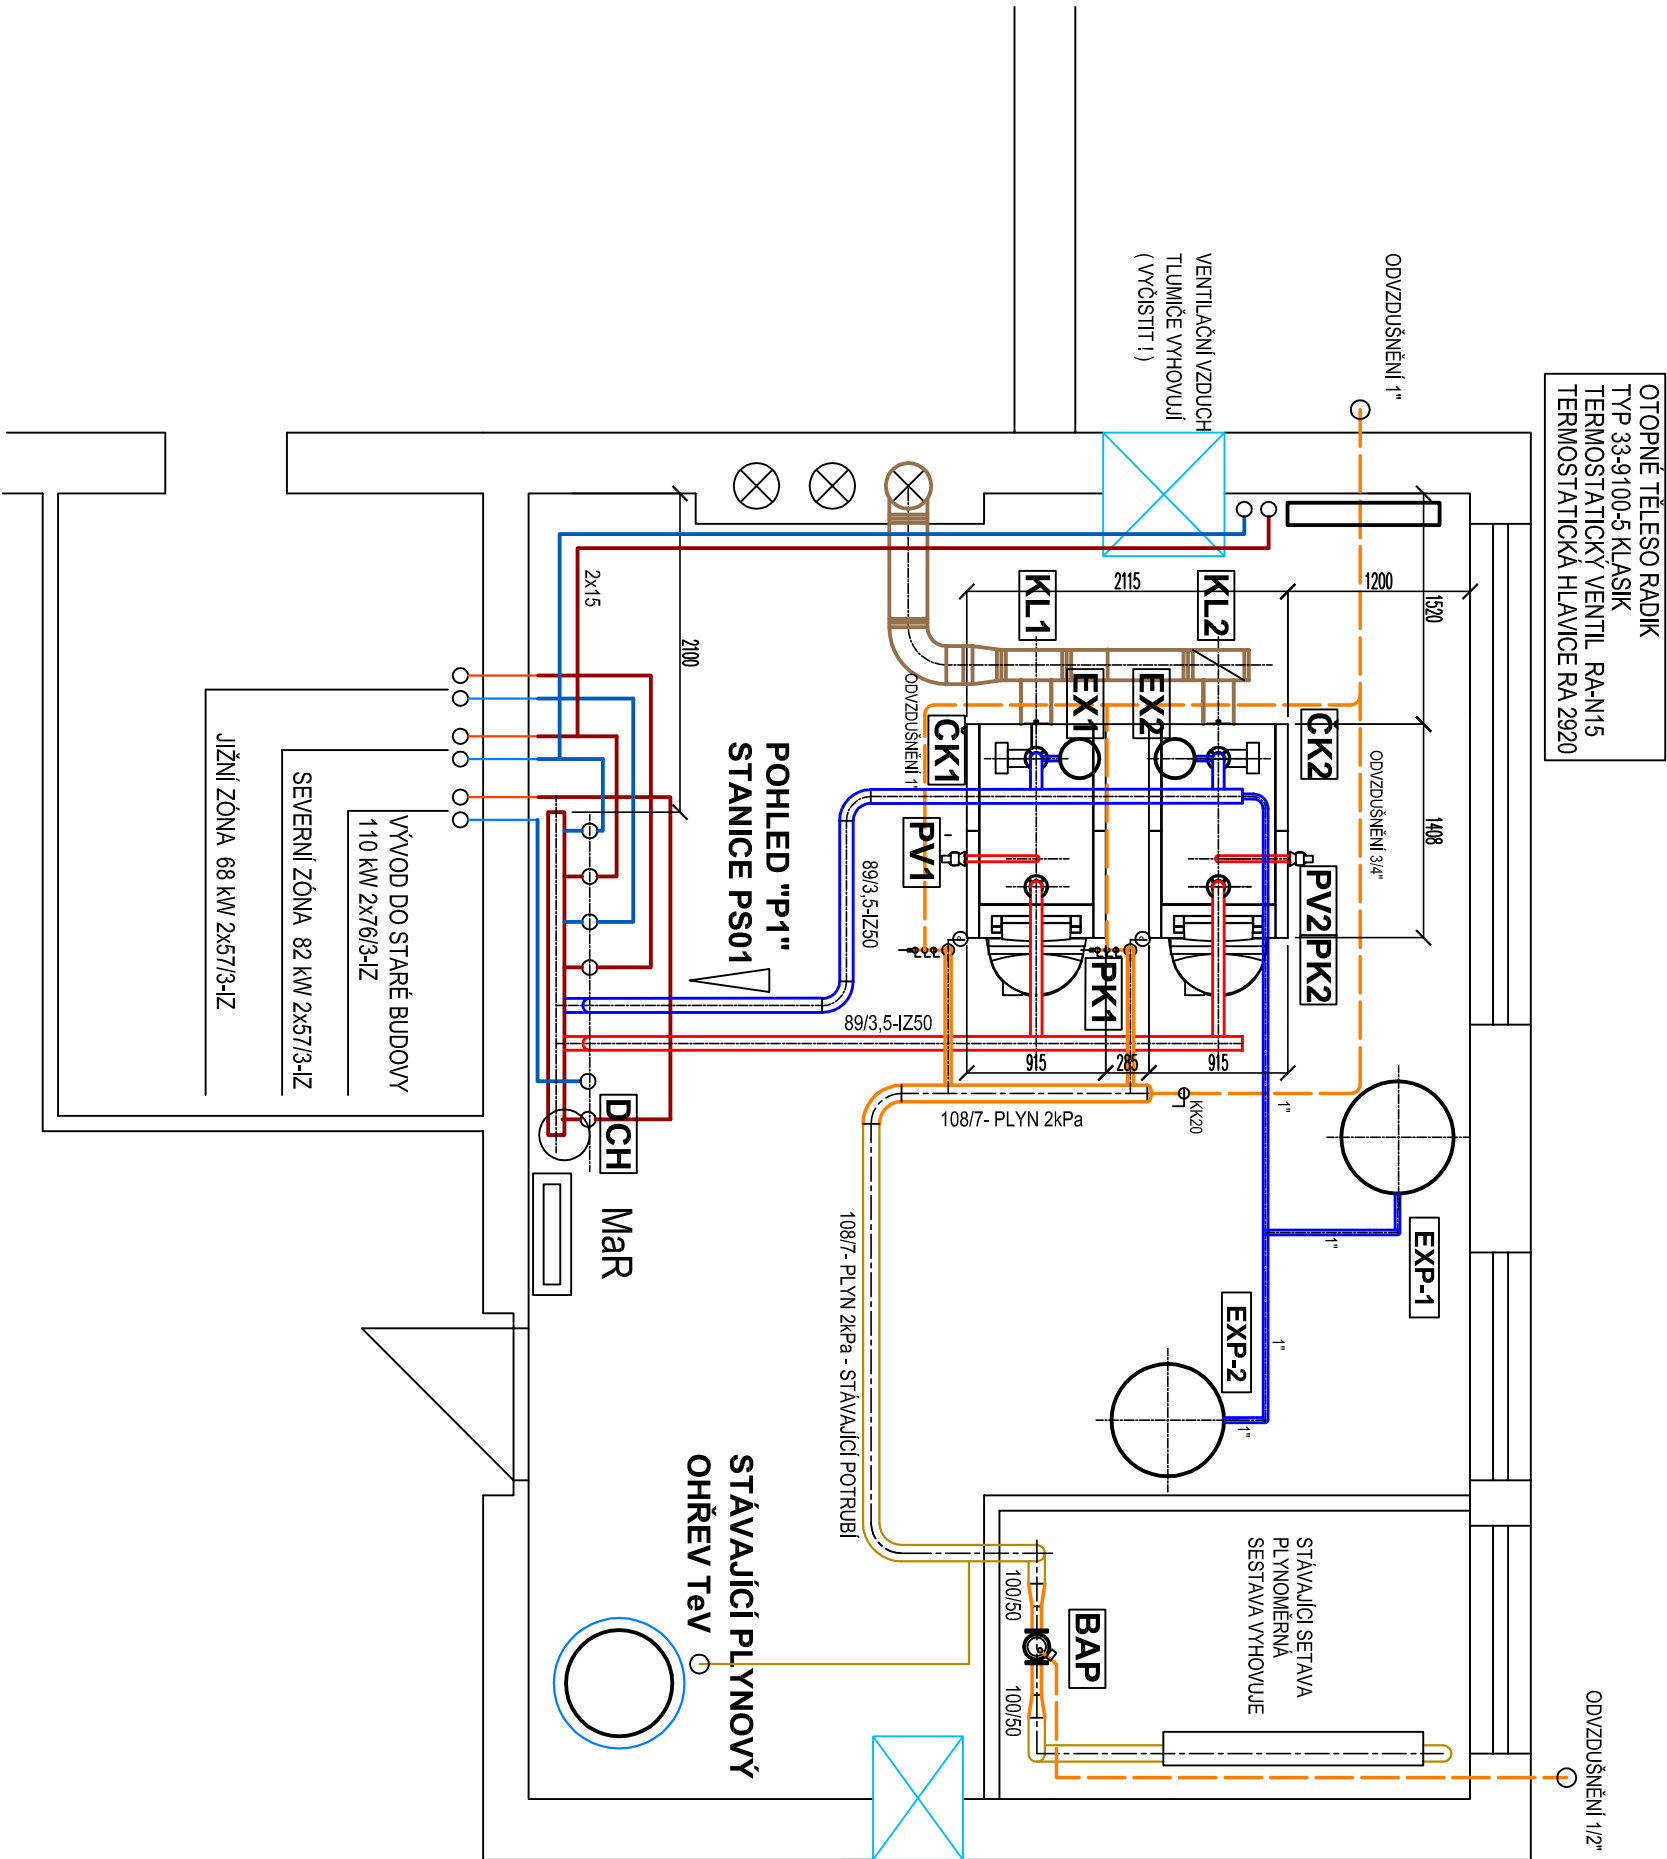 OTOPNÉ TĚLESO RADIK
TYP 33-9100-5 KLASIK
TERMOSTATICKÝ VENTIL RA-N15
TERMOSTATICKÁ HLAVICE RA 2920
ODVZDUŠNĚNÍ 1"
VENTILAČNÍ VZDUCH
TLUMIČE VYHOVUJÍ
( VYČISTIT ! )
1520
1200
2115
1408
2100
2x15
KL1
KL2
EX1
EX2
CK1
CK2
ODVZDUŠNĚNÍ 1"
ODVZDUŠNĚNÍ 3/4"
PV1
PV2
PK2
PK1
POHLED "P1"
STANICE PS01
89/3,5-IZ50
89/3,5-IZ50
915
285
915
108/7- PLYN 2kPa
KK20
1"
EXP-1
1"
EXP-2
1"
1"
VÝVOD DO STARÉ BUDOVY
110 kW 2x76/3-IZ
SEVERNÍ ZÓNA 82 kW 2x57/3-IZ
JIŽNÍ ZÓNA 68 kW 2x57/3-IZ
DCH
MaR
108/7- PLYN 2kPa - STÁVAJÍCÍ POTRUBÍ
STÁVAJÍCÍ PLYNOVÝ
OHŘEV TeV
100/50
BAP
100/50
STÁVAJÍCI SETAVA
PLYNOMĚRNÁ
SESTAVA VYHOVUJE
ODVZDUŠNĚNÍ 1/2"